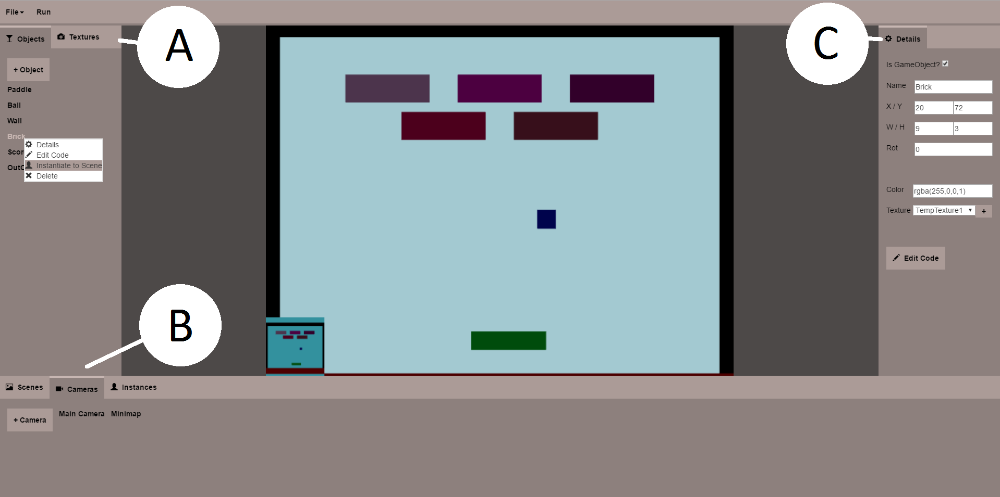 File Run
A
C
Objects Textures
Details
+ Object
Is GameObject?
Paddle
Name Brick
Ball
X / Y 20 72
Wall
W / H 9 3
Brick
Details
Rot 0
Edit Code
Instantiate to Scene
Delete
Color rgba(255,0,0,1)
Texture TempTexture1 +
Edit Code
B
Scenes Cameras Instances
+ Camera Main Camera Minimap